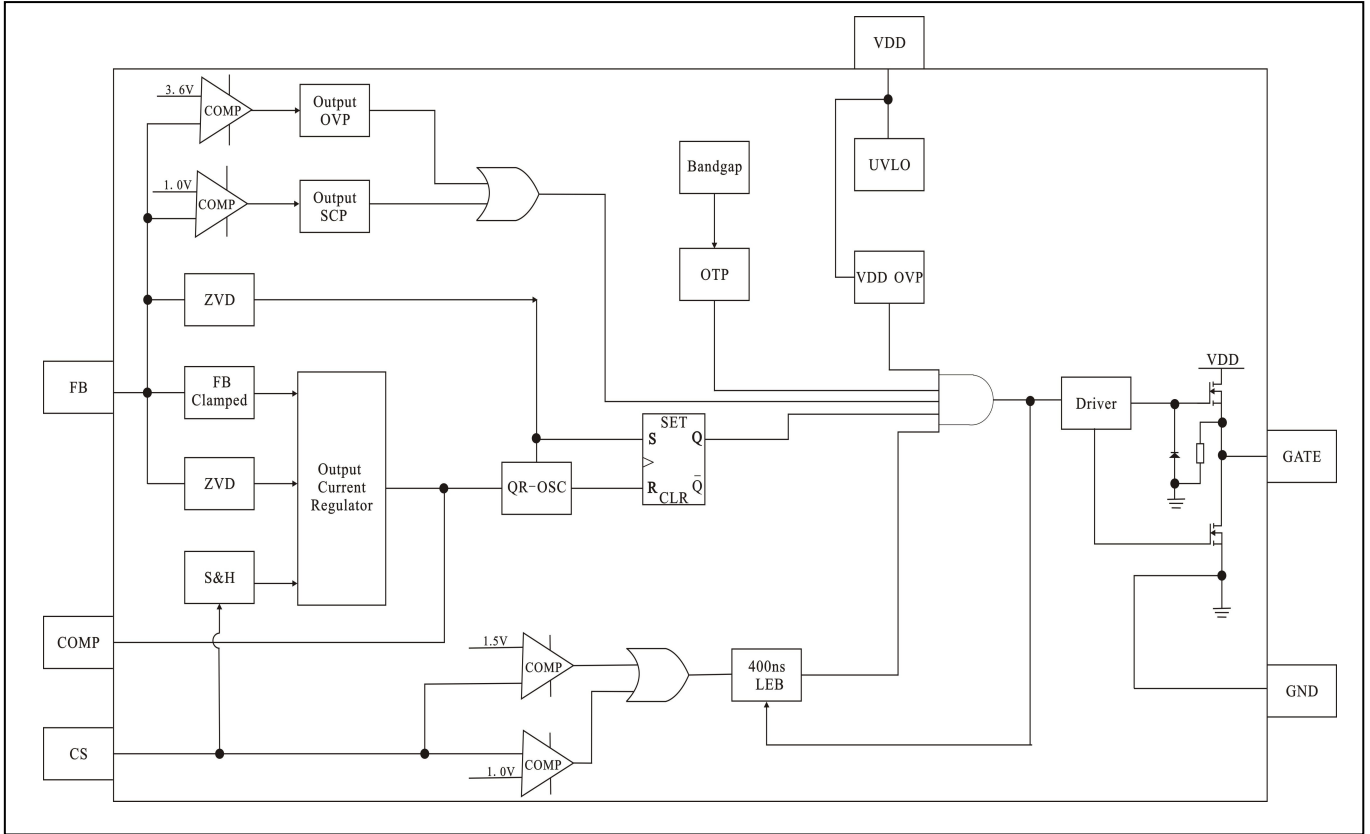 VDD
3.6V
COMP
Output
OVP
1.0V
COMP
Output
SCP
Bandgap
UVLO
OTP
VDD OVP
ZVD
FB
FB
Clamped
ZVD
Output
Current
Regulator
S&H
QR-OSC
SET
S Q
R Q̅
CLR
Driver
VDD
GATE
COMP
1.5V
COMP
400ns
LEB
GND
CS
COMP
1.0V